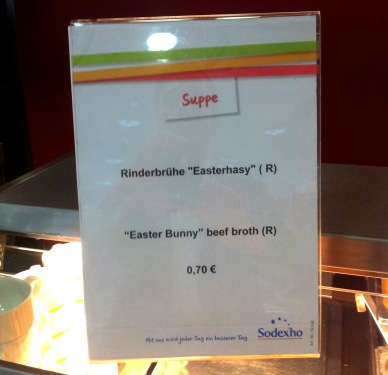 Suppe
Rinderbrühe "Easterhasy" ( R)
“Easter Bunny” beef broth (R)
0,70 €
Mit uns wird jeder Tag ein besserer Tag
Sodexho